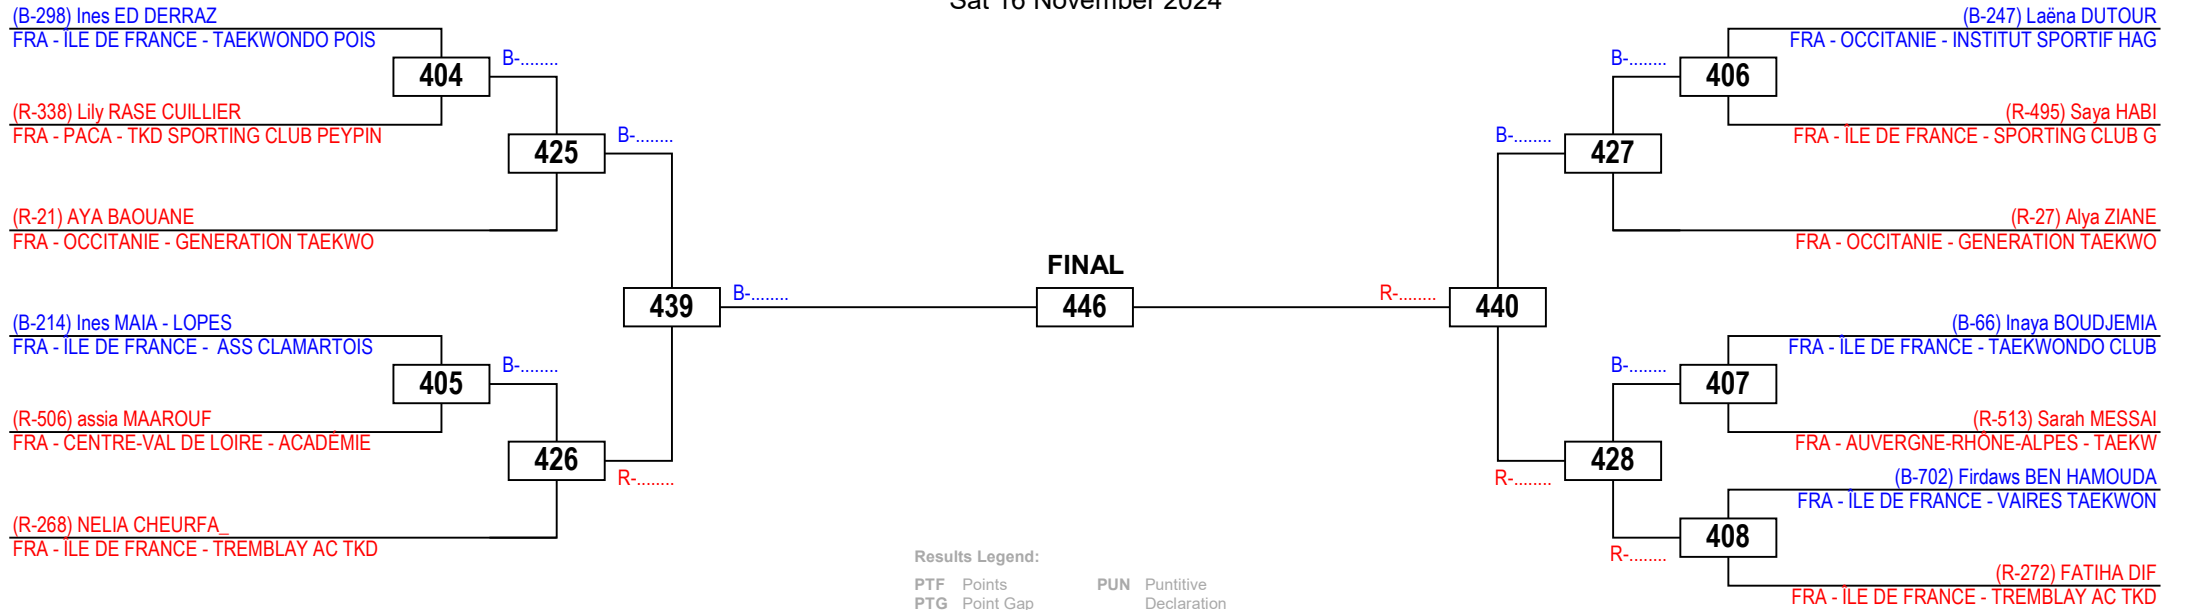 Sat 16 November 2024
(B-298) Ines ED DERRAZ
FRA - ÎLE DE FRANCE - TAEKWONDO POIS
404
B-........
(R-338) Lily RASE CUILLIER
FRA - PACA - TKD SPORTING CLUB PEYPIN
425
B-........
(R-21) AYA BAOUANE
FRA - OCCITANIE - GENERATION TAEKWO
439
B-........
(B-214) Ines MAIA - LOPES
FRA - ÎLE DE FRANCE - ASS CLAMARTOIS
405
B-........
(R-506) assia MAAROUF
FRA - CENTRE-VAL DE LOIRE - ACADÉMIE
426
R-........
(R-268) NELIA CHEURFA_
FRA - ÎLE DE FRANCE - TREMBLAY AC TKD
FINAL
446
(B-247) Laëna DUTOUR
FRA - OCCITANIE - INSTITUT SPORTIF HAG
B-........
406
(R-495) Saya HABI
FRA - ÎLE DE FRANCE - SPORTING CLUB G
B-........
427
(R-27) Alya ZIANE
FRA - OCCITANIE - GENERATION TAEKWO
R-........
440
(B-66) Inaya BOUDJEMIA
FRA - ÎLE DE FRANCE - TAEKWONDO CLUB
B-........
407
(R-513) Sarah MESSAI
FRA - AUVERGNE-RHÔNE-ALPES - TAEKW
R-........
428
(B-702) Firdaws BEN HAMOUDA
FRA - ÎLE DE FRANCE - VAIRES TAEKWON
R-........
408
(R-272) FATIHA DIF
FRA - ÎLE DE FRANCE - TREMBLAY AC TKD
Results Legend:
PTF Points PUN Puntitive
PTG Point Gap Declaration